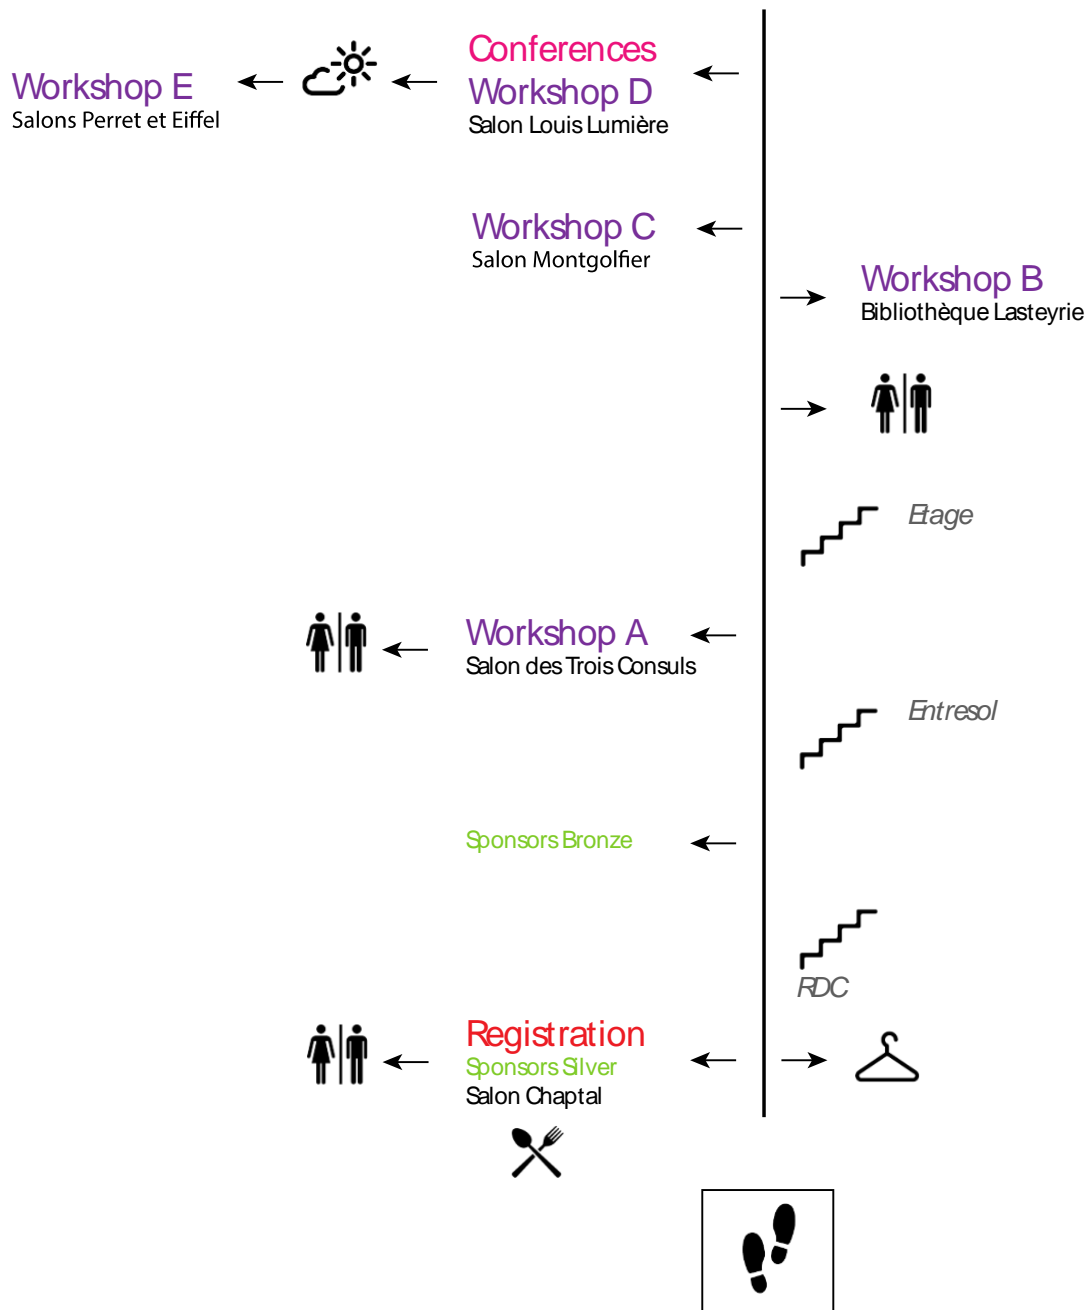 Conferences
Workshop E
Salons Perret et Eiffel
Workshop D
Salon Louis Lumière
Workshop C
Salon Montgolfier
Workshop B
Bibliothèque Lasteyrie
Etage
Workshop A
Salon des Trois Consuls
Entresol
Sponsors Bronze
RDC
Registration
Sponsors Silver
Salon Chaptal